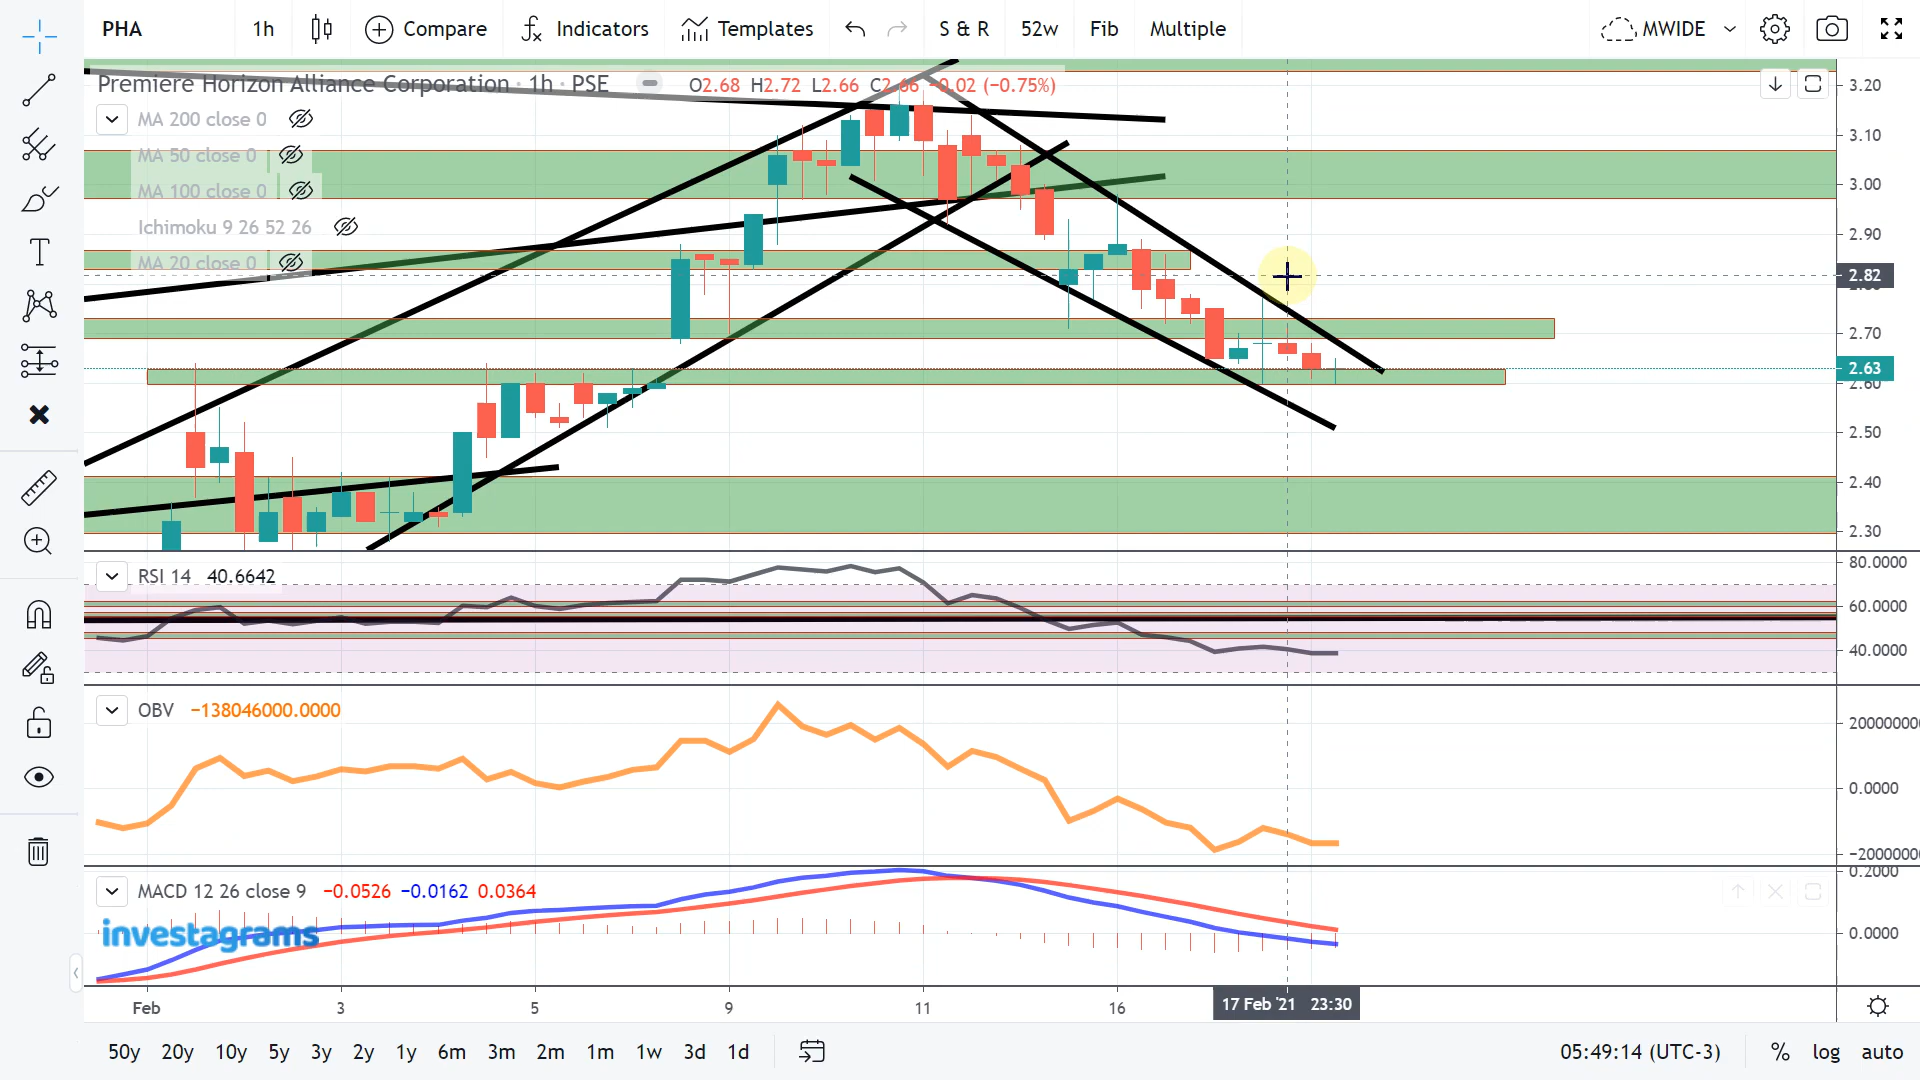 PHA 1h Compare Indicators Templates S & R 52w Fib Multiple MWIDE
Premiere Horizon Alliance Corporation · 1h · PSE O2.68 H2.72 L2.66 C2.66 −0.02 (−0.75%)
MA 200 close 0
MA 50 close 0
MA 100 close 0
Ichimoku 9 26 52 26
MA 20 close 0
3.20
3.10
3.00
2.90
2.82
2.70
2.63
2.60
2.50
2.40
2.30
RSI 14 40.6642
80.0000
60.0000
40.0000
OBV −138046000.0000
200000000
0.0000
−20000000
MACD 12 26 close 9 −0.0526 −0.0162 0.0364
0.2000
0.0000
investagrams
Feb 3 5 9 11 16 17 Feb '21 23:30
50y 20y 10y 5y 3y 2y 1y 6m 3m 2m 1m 1w 3d 1d 05:49:14 (UTC-3) % log auto